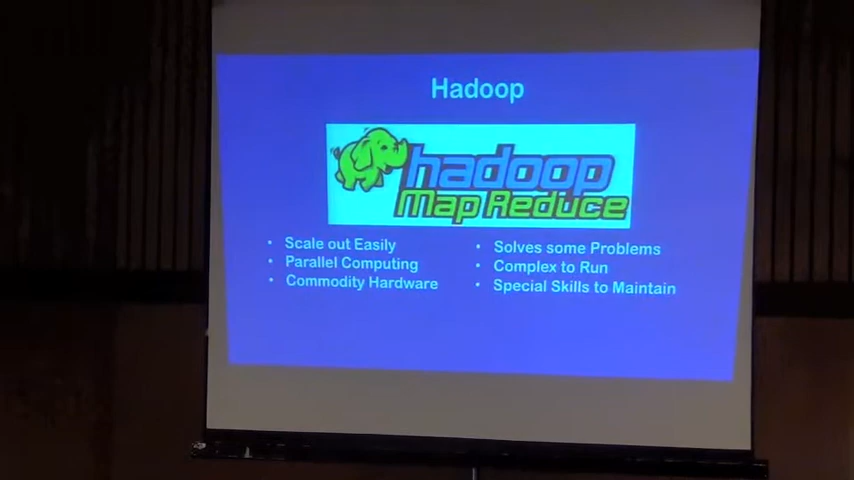 Hadoop
hadoop
Map Reduce
• Scale out Easily
• Parallel Computing
• Commodity Hardware
• Solves some Problems
• Complex to Run
• Special Skills to Maintain